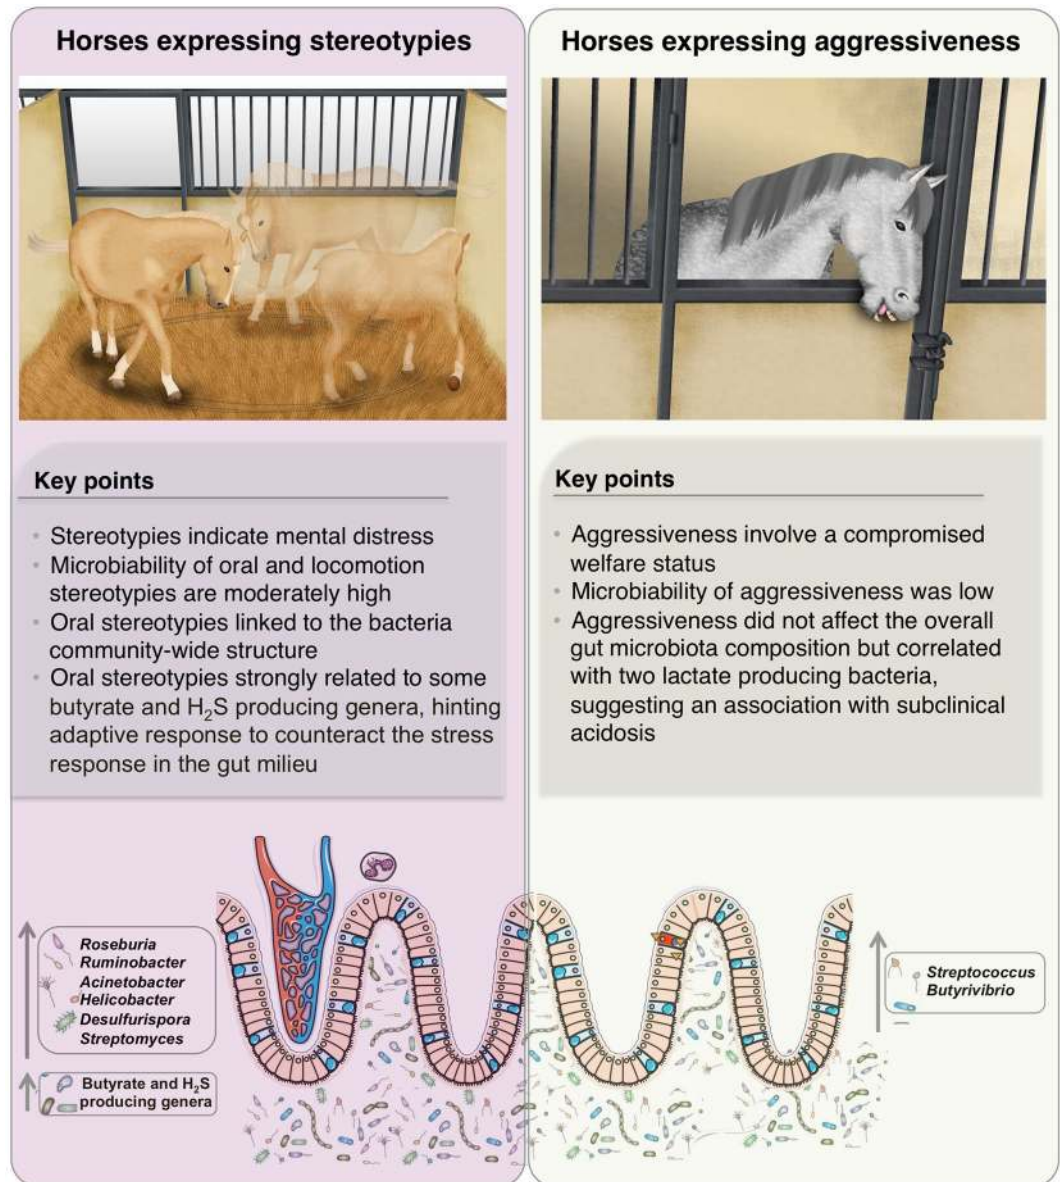 Horses expressing stereotypies
Key points
Stereotypies indicate mental distress
Microbiability of oral and locomotion
stereotypies are moderately high
Oral stereotypies linked to the bacteria
community-wide structure
Oral stereotypies strongly related to some
butyrate and H₂S producing genera, hinting
adaptive response to counteract the stress
response in the gut milieu
Roseburia
Ruminobacter
Acinetobacter
Helicobacter
Desulfurispora
Streptomyces
Butyrate and H₂S
producing genera
Horses expressing aggressiveness
Key points
Aggressiveness involve a compromised
welfare status
Microbiability of aggressiveness was low
Aggressiveness did not affect the overall
gut microbiota composition but correlated
with two lactate producing bacteria,
suggesting an association with subclinical
acidosis
Streptococcus
Butyrivibrio